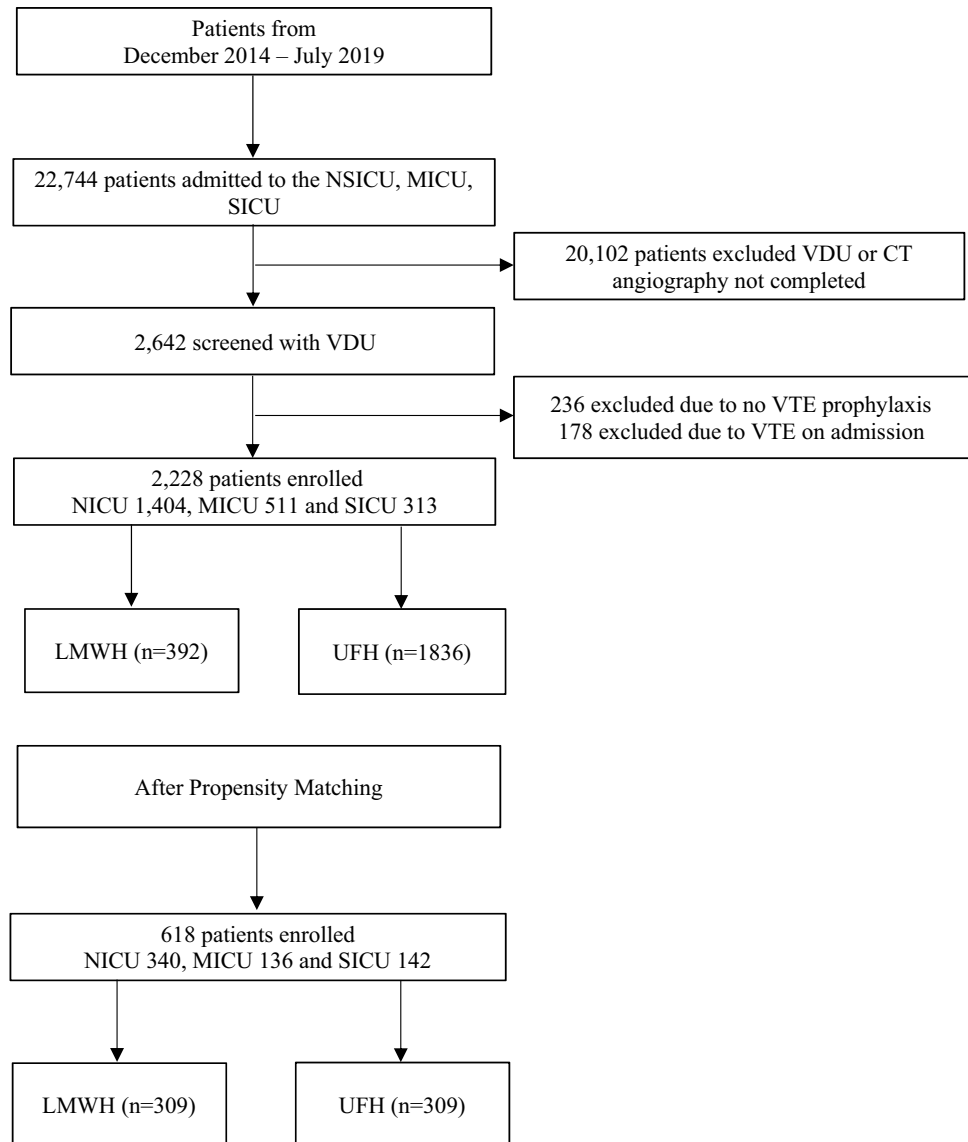 Patients from
December 2014 – July 2019
22,744 patients admitted to the NSICU, MICU,
SICU
20,102 patients excluded VDU or CT
angiography not completed
2,642 screened with VDU
236 excluded due to no VTE prophylaxis
178 excluded due to VTE on admission
2,228 patients enrolled
NICU 1,404, MICU 511 and SICU 313
LMWH (n=392)
UFH (n=1836)
After Propensity Matching
618 patients enrolled
NICU 340, MICU 136 and SICU 142
LMWH (n=309)
UFH (n=309)